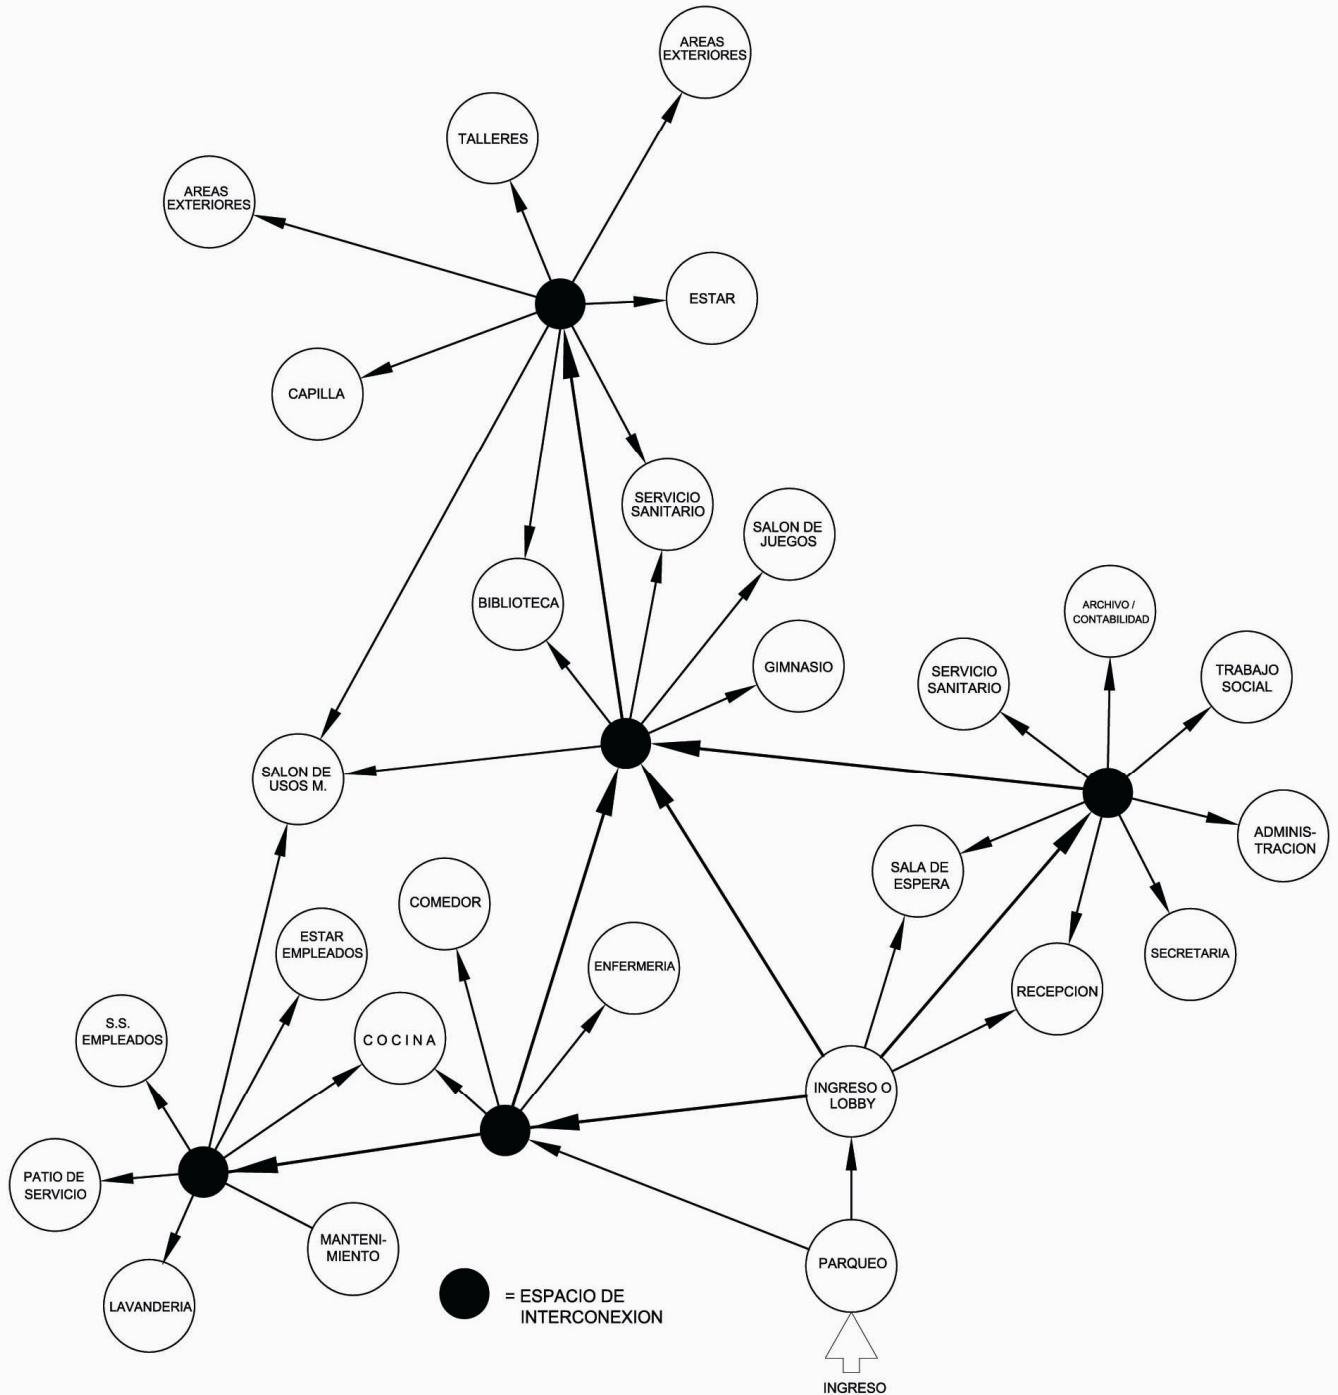 AREAS
EXTERIORES
TALLERES
AREAS
EXTERIORES
ESTAR
CAPILLA
SERVICIO
SANITARIO
SALON DE
JUEGOS
BIBLIOTECA
ARCHIVO /
CONTABILIDAD
GIMNASIO
SERVICIO
SANITARIO
TRABAJO
SOCIAL
SALON DE
USOS M.
ADMINIS-
TRACION
SALA DE
ESPERA
COMEDOR
ESTAR
EMPLEADOS
ENFERMERIA
SECRETARIA
RECEPCION
S.S.
EMPLEADOS
COCINA
INGRESO O
LOBBY
PATIO DE
SERVICIO
MANTENI-
MIENTO
PARQUEO
LAVANDERIA
= ESPACIO DE
INTERCONEXION
INGRESO